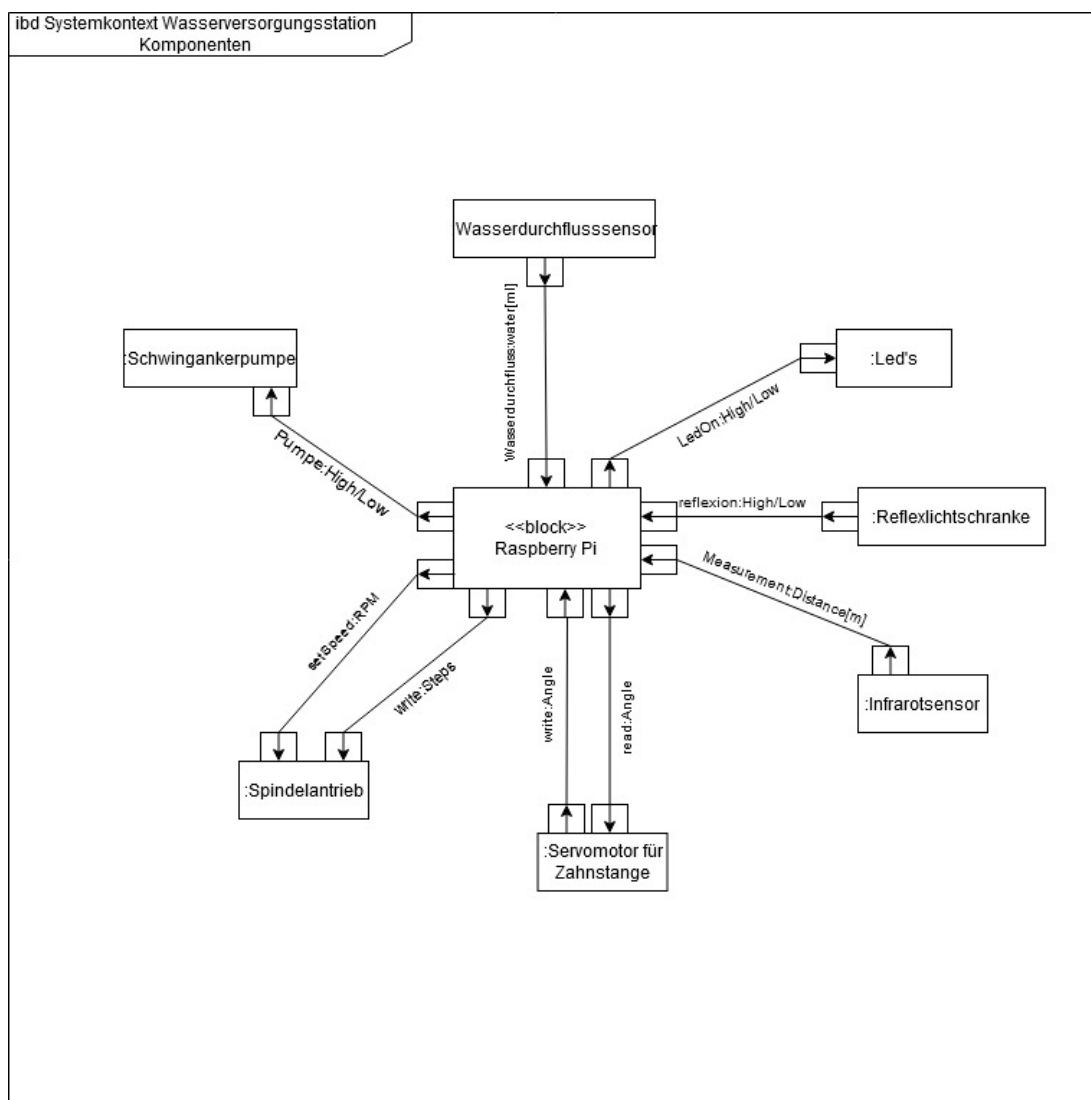 ibd Systemkontext Wasserversorgungsstation
Komponenten
Wasserdurchflusssensor
Wasserdurchfluss:water[ml]
:Schwingankerpumpe
:Led's
LedOn:High/Low
Pumpe:High/Low
<<block>>
Raspberry Pi
reflexion:High/Low
:Reflexlichtschranke
Measurement:Distance[m]
setSpeed:RPM
write:Steps
write:Angle
read:Angle
:Infrarotsensor
:Spindelantrieb
:Servomotor für
Zahnstange